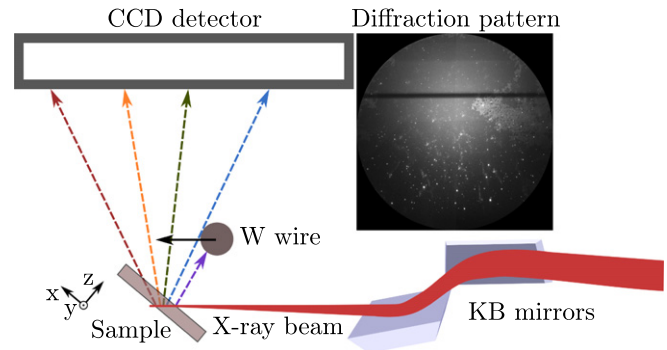 CCD detector
Diffraction pattern
W wire
x
z
y
Sample
X-ray beam
KB mirrors